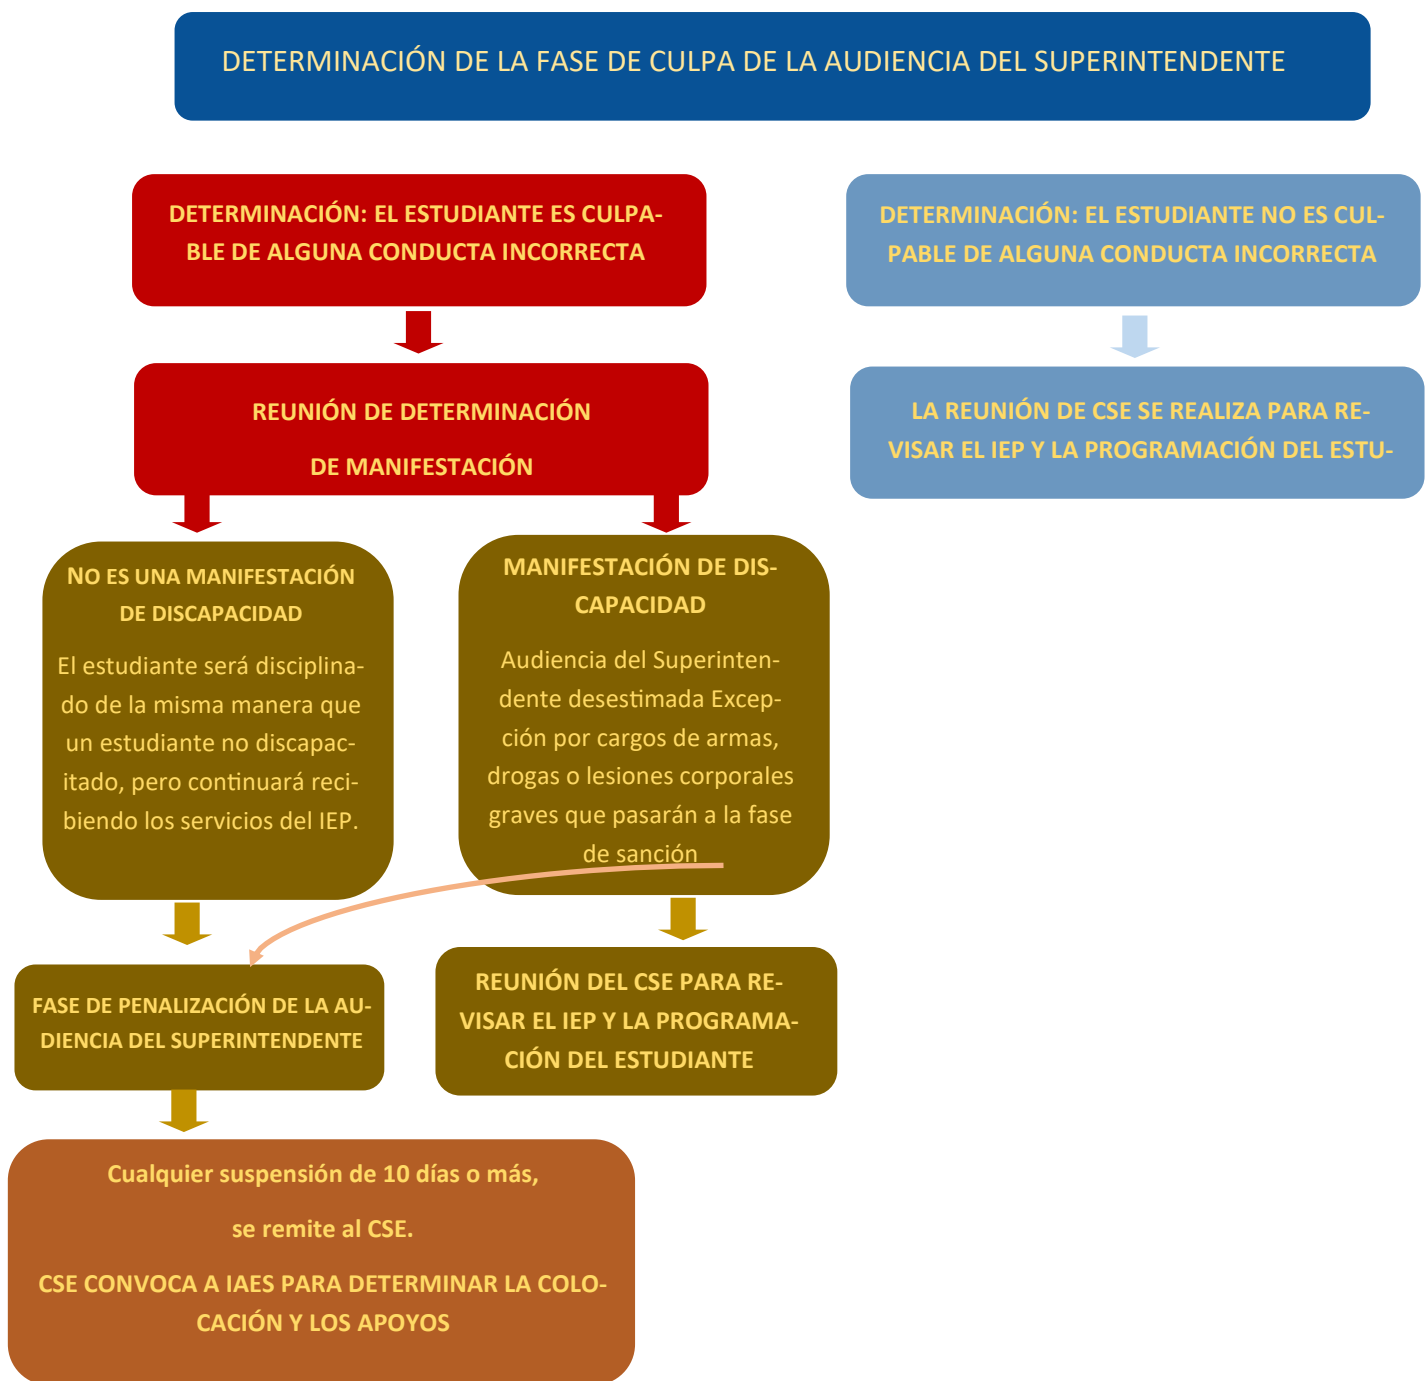 DETERMINACIÓN DE LA FASE DE CULPA DE LA AUDIENCIA DEL SUPERINTENDENTE
DETERMINACIÓN: EL ESTUDIANTE ES CULPA-
BLE DE ALGUNA CONDUCTA INCORRECTA
DETERMINACIÓN: EL ESTUDIANTE NO ES CUL-
PABLE DE ALGUNA CONDUCTA INCORRECTA
REUNIÓN DE DETERMINACIÓN
DE MANIFESTACIÓN
LA REUNIÓN DE CSE SE REALIZA PARA RE-
VISAR EL IEP Y LA PROGRAMACIÓN DEL ESTU-
NO ES UNA MANIFESTACIÓN
DE DISCAPACIDAD
El estudiante será disciplina-
do de la misma manera que
un estudiante no discapac-
itado, pero continuará reci-
biendo los servicios del IEP.
MANIFESTACIÓN DE DIS-
CAPACIDAD
Audiencia del Superinten-
dente desestimada Excep-
ción por cargos de armas,
drogas o lesiones corporales
graves que pasarán a la fase
de sanción
FASE DE PENALIZACIÓN DE LA AU-
DIENCIA DEL SUPERINTENDENTE
REUNIÓN DEL CSE PARA RE-
VISAR EL IEP Y LA PROGRAMA-
CIÓN DEL ESTUDIANTE
Cualquier suspensión de 10 días o más,
se remite al CSE.
CSE CONVOCA A IAES PARA DETERMINAR LA COLO-
CACIÓN Y LOS APOYOS